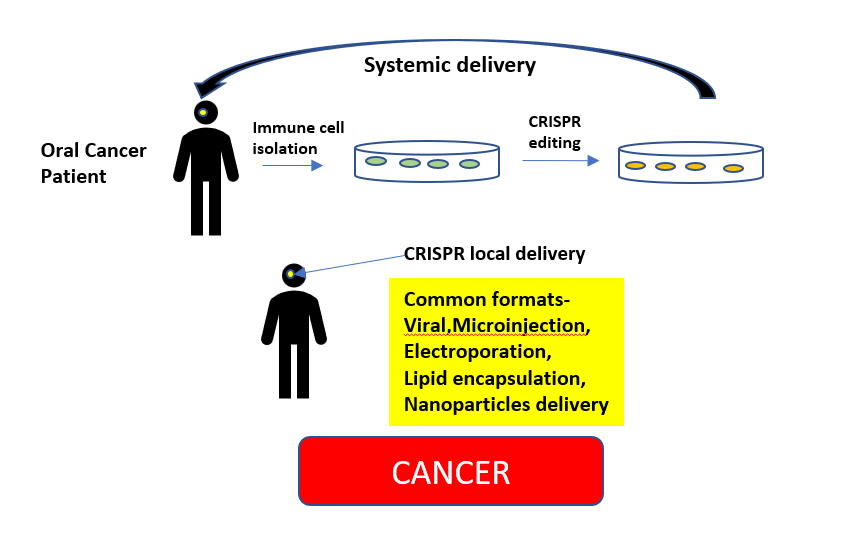 Systemic delivery
Oral Cancer
Patient
Immune cell
isolation
CRISPR
editing
CRISPR local delivery
Common formats-
Viral,Microinjection,
Electroporation,
Lipid encapsulation,
Nanoparticles delivery
CANCER